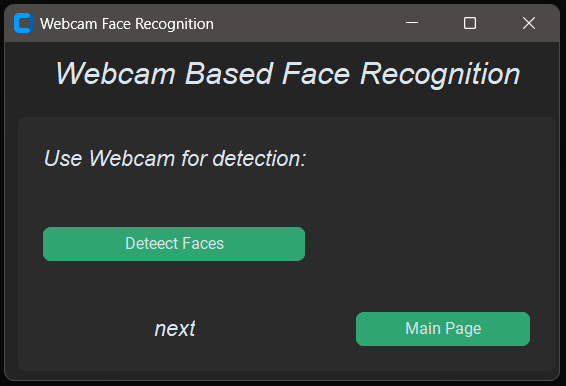 Webcam Face Recognition
Webcam Based Face Recognition
Use Webcam for detection:
Deteect Faces
next
Main Page